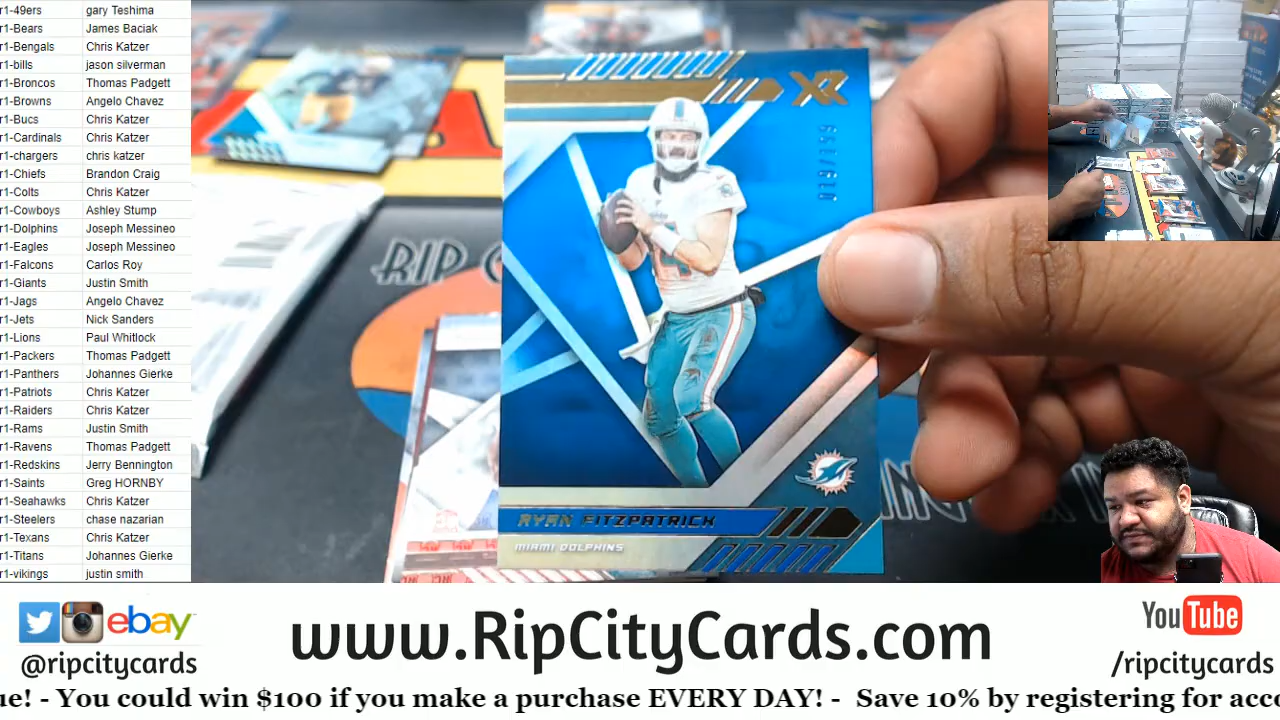 r1-49ers gary Teshima
r1-Bears James Baciak
r1-Bengals Chris Katzer
r1-bills jason silverman
r1-Broncos Thomas Padgett
r1-Browns Angelo Chavez
r1-Bucs Chris Katzer
r1-Cardinals Chris Katzer
r1-chargers chris katzer
r1-Chiefs Brandon Craig
r1-Colts Chris Katzer
r1-Cowboys Ashley Stump
r1-Dolphins Joseph Messineo
r1-Eagles Joseph Messineo
r1-Falcons Carlos Roy
r1-Giants Justin Smith
r1-Jags Angelo Chavez
r1-Jets Nick Sanders
r1-Lions Paul Whitlock
r1-Packers Thomas Padgett
r1-Panthers Johannes Gierke
r1-Patriots Chris Katzer
r1-Raiders Chris Katzer
r1-Rams Justin Smith
r1-Ravens Thomas Padgett
r1-Redskins Jerry Bennington
r1-Saints Greg HORNBY
r1-Seahawks Chris Katzer
r1-Steelers chase nazarian
r1-Texans Chris Katzer
r1-Titans Johannes Gierke
r1-vikings justin smith
XR
RIP
14
RYAN FITZPATRICK
MIAMI DOLPHINS
ebay
@ripcitycards
www.RipCityCards.com
YouTube
/ripcitycards
ue! - You could win $100 if you make a purchase EVERY DAY! - Save 10% by registering for acco